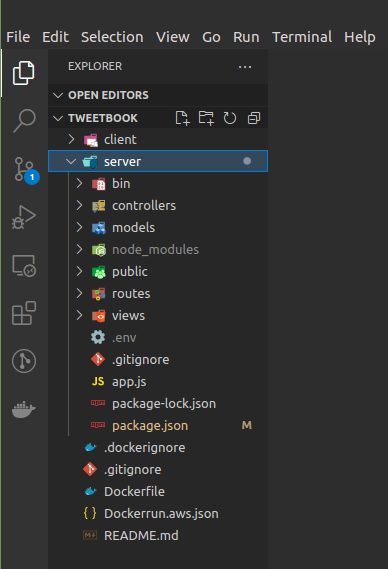 File Edit Selection View Go Run Terminal Help
EXPLORER ...
OPEN EDITORS
TWEETBOOK
client
server
bin
1
controllers
models
node_modules
public
routes
views
.env
.gitignore
JS app.js
package-lock.json
package.json M
.dockerignore
.gitignore
Dockerfile
{ } Dockerrun.aws.json
README.md